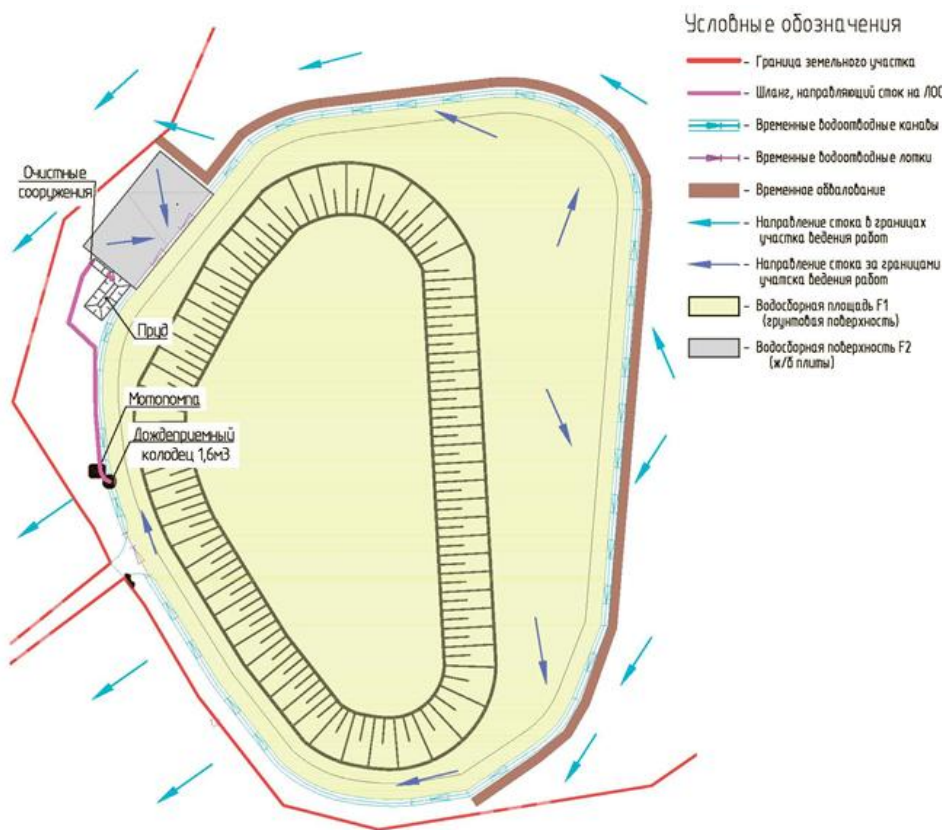 Условные обозначения
– Граница земельного участка
– Шланг, направляющий сток на ЛОС
– Временные водоотводные канавы
– Временные водоотводные лотки
– Временное обвалование
– Направление стока в границах
участка ведения работ
– Направление стока за границами
учатска ведения работ
– Водосборная площадь F1
(грунтовая поверхность)
– Водосборная поверхность F2
(ж/б плиты)
Очистные
сооружения
Пруд
Мотопомпа
Дождеприемный
колодец 1,6м3